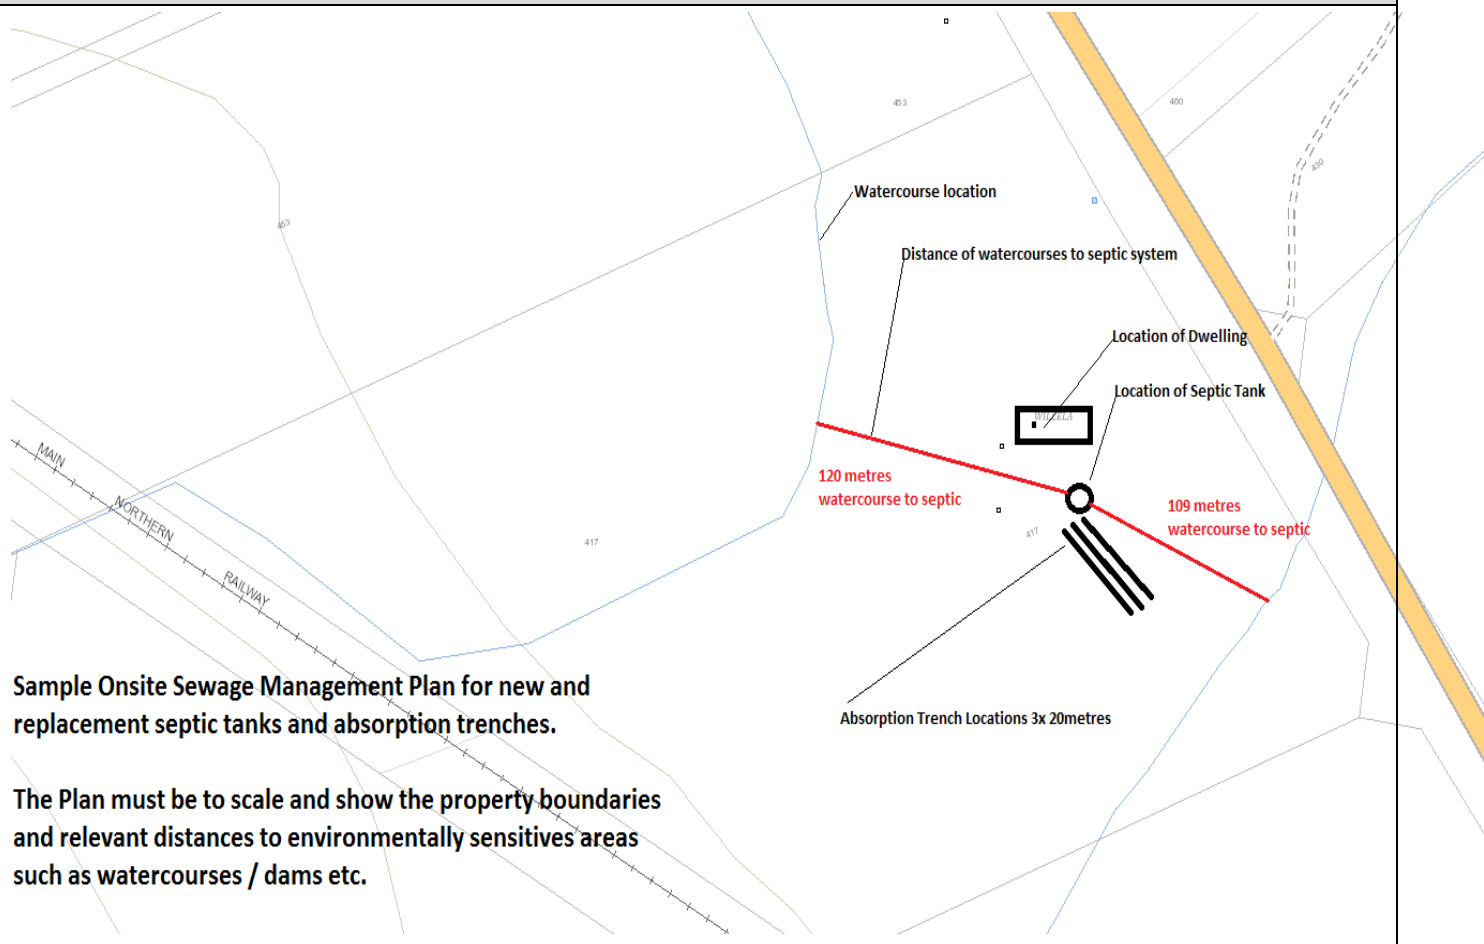 453
460
430
Watercourse location
453
Distance of watercourses to septic system
Location of Dwelling
Location of Septic Tank
MAIN
NORTHERN
RAILWAY
120 metres
watercourse to septic
109 metres
watercourse to septic
417
417
Sample Onsite Sewage Management Plan for new and
replacement septic tanks and absorption trenches.
Absorption Trench Locations 3x 20metres
The Plan must be to scale and show the property boundaries
and relevant distances to environmentally sensitives areas
such as watercourses / dams etc.